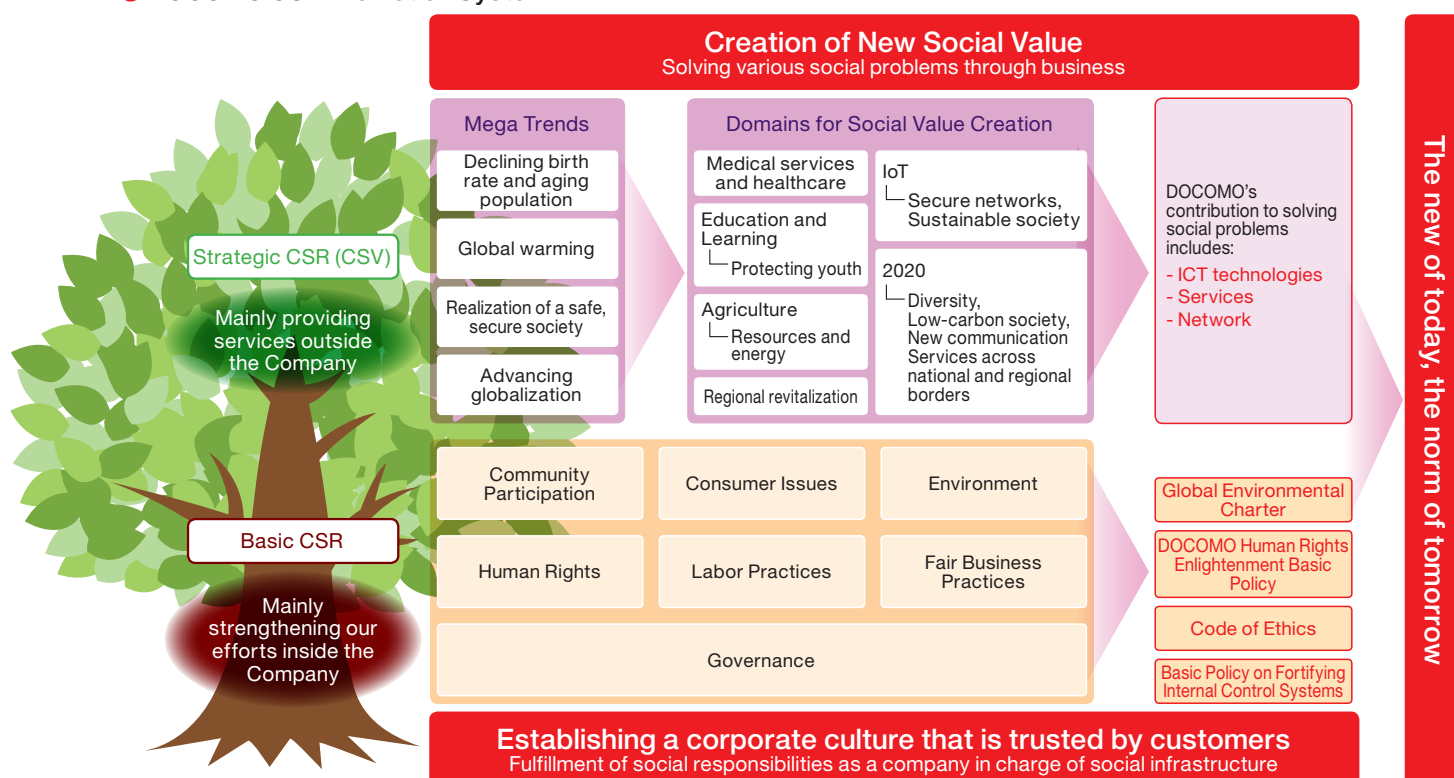 Creation of New Social Value
Solving various social problems through business
Mega Trends
Declining birth
rate and aging
population
Global warming
Realization of a safe,
secure society
Advancing
globalization
Domains for Social Value Creation
Medical services
and healthcare
Education and
Learning
Protecting youth
Agriculture
Resources and
energy
Regional revitalization
IoT
Secure networks,
Sustainable society
2020
Diversity,
Low-carbon society,
New communication
Services across
national and regional
borders
DOCOMO's
contribution to solving
social problems
includes:
- ICT technologies
- Services
- Network
Strategic CSR (CSV)
Mainly providing
services outside
the Company
Basic CSR
Mainly
strengthening our
efforts inside the
Company
Community
Participation
Consumer Issues
Environment
Human Rights
Labor Practices
Fair Business
Practices
Governance
Global Environmental
Charter
DOCOMO Human Rights
Enlightenment Basic
Policy
Code of Ethics
Basic Policy on Fortifying
Internal Control Systems
Establishing a corporate culture that is trusted by customers
Fulfillment of social responsibilities as a company in charge of social infrastructure
The new of today, the norm of tomorrow